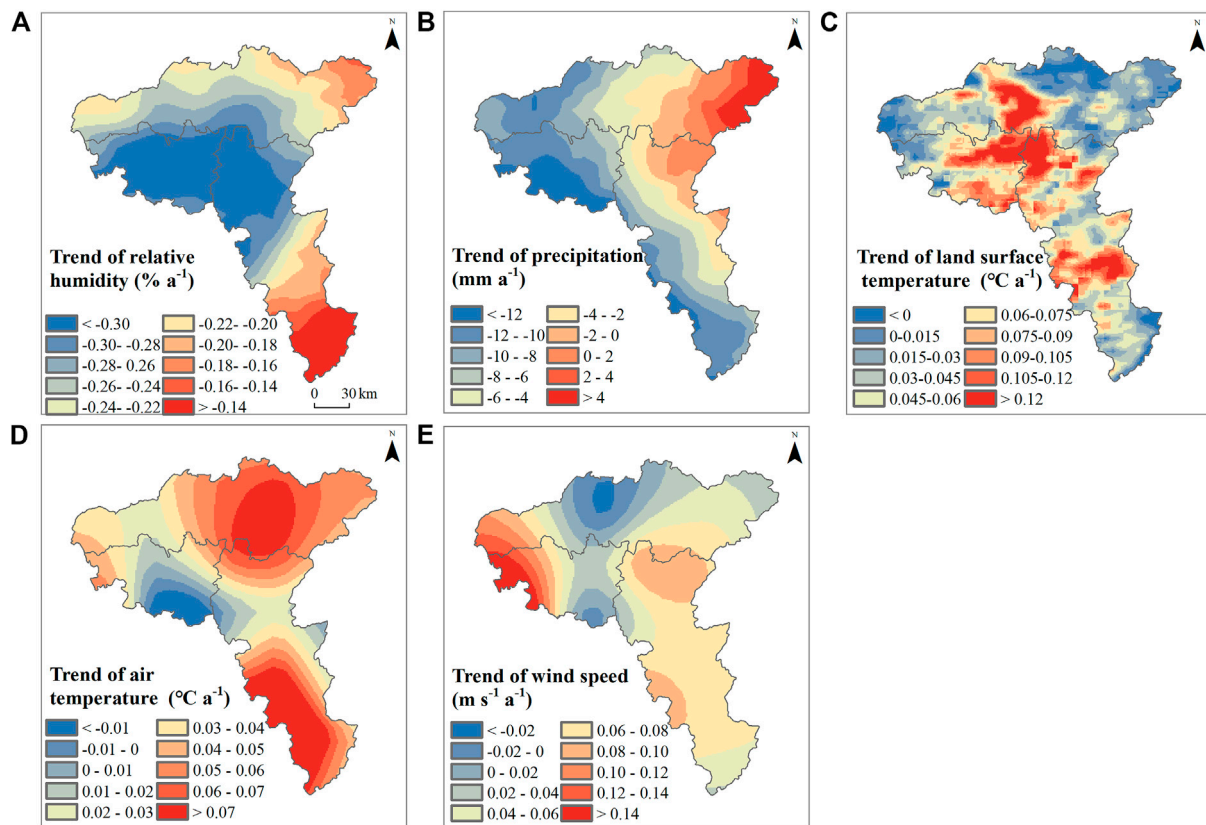 A
N
Trend of relative
humidity (% a⁻¹)
< -0.30
-0.30- -0.28
-0.28- 0.26
-0.26- -0.24
-0.24- -0.22
-0.22- -0.20
-0.20- -0.18
-0.18- -0.16
-0.16- -0.14
> -0.14
0 30 km
B
N
Trend of precipitation
(mm a⁻¹)
< -12
-12 - -10
-10 - -8
-8 - -6
-6 - -4
-4 - -2
-2 - 0
0 - 2
2 - 4
> 4
C
N
Trend of land surface
temperature (°C a⁻¹)
< 0
0-0.015
0.015-0.03
0.03-0.045
0.045-0.06
0.06-0.075
0.075-0.09
0.09-0.105
0.105-0.12
> 0.12
D
N
Trend of air
temperature (°C a⁻¹)
< -0.01
-0.01 - 0
0 - 0.01
0.01 - 0.02
0.02 - 0.03
0.03 - 0.04
0.04 - 0.05
0.05 - 0.06
0.06 - 0.07
> 0.07
E
N
Trend of wind speed
(m s⁻¹ a⁻¹)
< -0.02
-0.02 - 0
0 - 0.02
0.02 - 0.04
0.04 - 0.06
0.06 - 0.08
0.08 - 0.10
0.10 - 0.12
0.12 - 0.14
> 0.14